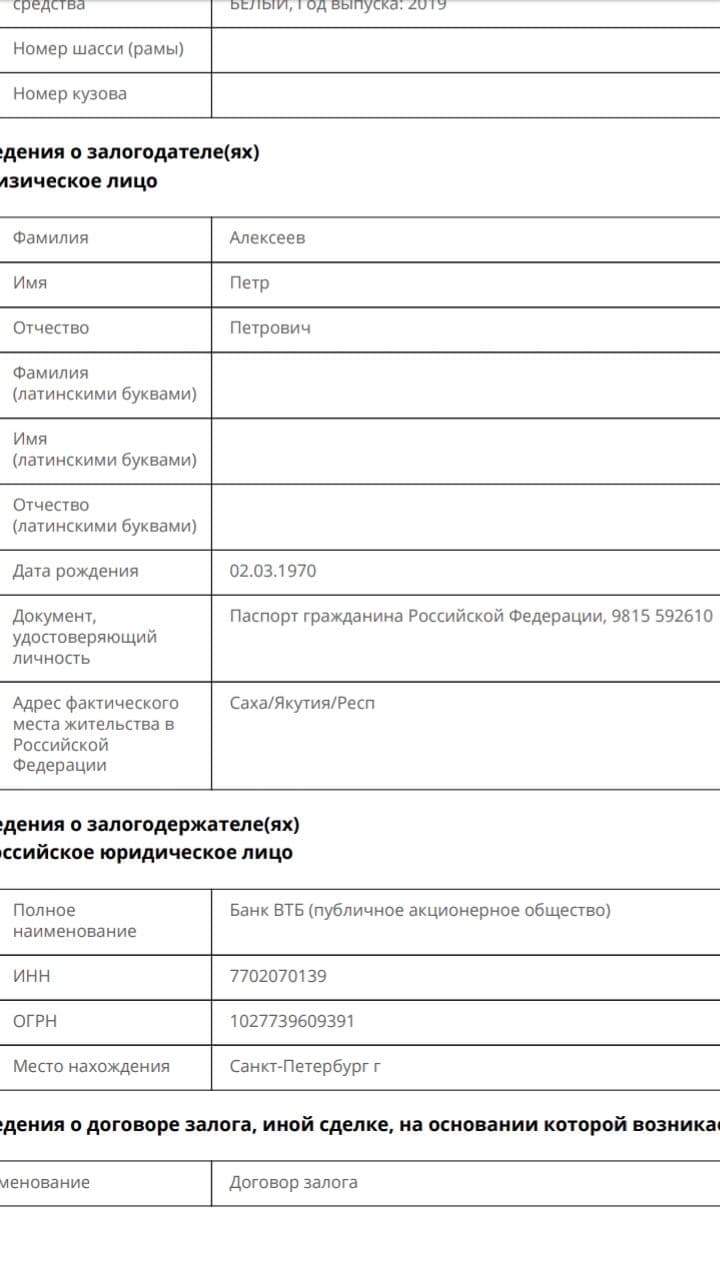 средства
БЕЛЫЙ, Год выпуска: 2019
Номер шасси (рамы)
Номер кузова
едения о залогодателе(ях)
изическое лицо
Фамилия
Алексеев
Имя
Петр
Отчество
Петрович
Фамилия
(латинскими буквами)
Имя
(латинскими буквами)
Отчество
(латинскими буквами)
Дата рождения
02.03.1970
Документ,
удостоверяющий
личность
Паспорт гражданина Российской Федерации, 9815 592610
Адрес фактического
места жительства в
Российской
Федерации
Саха/Якутия/Респ
едения о залогодержателе(ях)
оссийское юридическое лицо
Полное
наименование
Банк ВТБ (публичное акционерное общество)
ИНН
7702070139
ОГРН
1027739609391
Место нахождения
Санкт-Петербург г
едения о договоре залога, иной сделке, на основании которой возника
менование
Договор залога